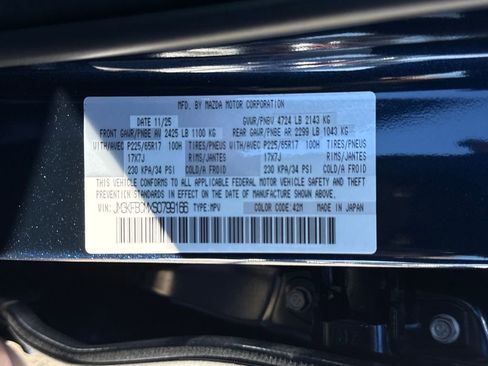 MFD. BY MAZDA MOTOR CORPORATION
DATE 11/25 GVWR/PNBV 4724 LB 2143 KG
FRONT GAWR/PNBE AV 2425 LB 1100 KG REAR GAWR/PNBE AR 2299 LB 1043 KG
WITH/AVEC P225/65R17 100H TIRES/PNEUS WITH/AVEC P225/65R17 100H TIRES/PNEUS
17X7J RIMS/JANTES 17X7J RIMS/JANTES
230 KPA/34 PSI COLD/A FROID 230 KPA/34 PSI COLD/A FROID
THIS VEHICLE CONFORMS TO ALL APPLICABLE FEDERAL MOTOR VEHICLE SAFETY AND THEFT
PREVENTION STANDARDS IN EFFECT ON THE DATE OF MANUFACTURE SHOWN ABOVE.
VIN: TYPE: MPV COLOR CODE: 42M MADE IN JAPAN